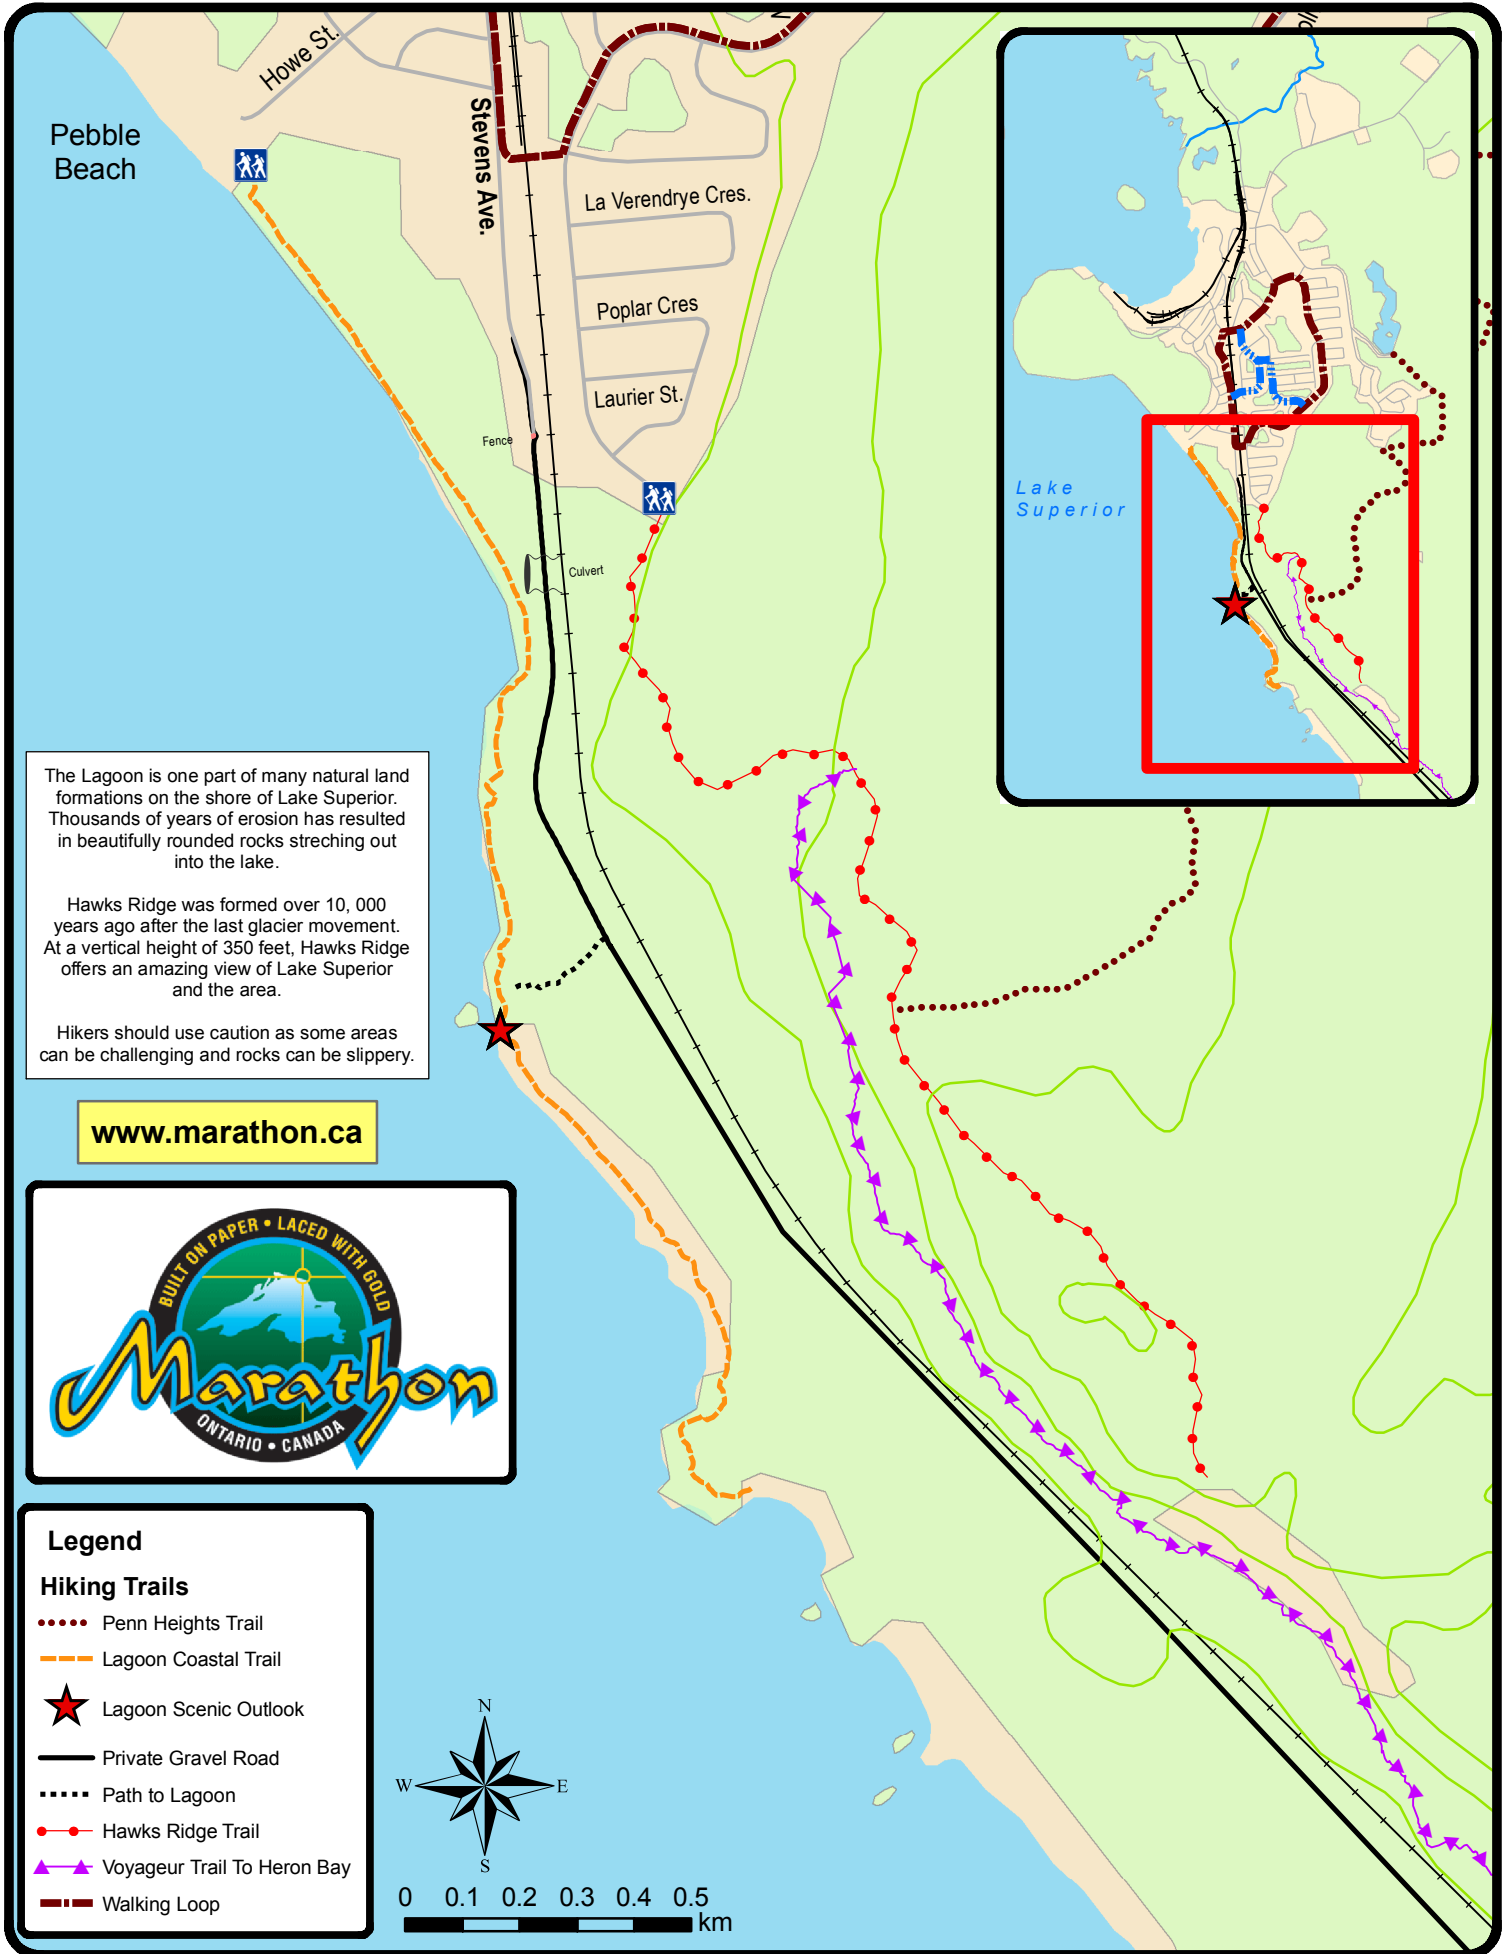 Howe St.
Pebble
Beach
Stevens Ave.
La Verendrye Cres.
Poplar Cres
Laurier St.
Fence
Culvert
Lake
Superior
The Lagoon is one part of many natural land
formations on the shore of Lake Superior.
Thousands of years of erosion has resulted
in beautifully rounded rocks streching out
into the lake.
Hawks Ridge was formed over 10, 000
years ago after the last glacier movement.
At a vertical height of 350 feet, Hawks Ridge
offers an amazing view of Lake Superior
and the area.
Hikers should use caution as some areas
can be challenging and rocks can be slippery.
www.marathon.ca
BUILT ON PAPER • LACED WITH GOLD
Marathon
ONTARIO • CANADA
Legend
Hiking Trails
Penn Heights Trail
Lagoon Coastal Trail
Lagoon Scenic Outlook
Private Gravel Road
Path to Lagoon
Hawks Ridge Trail
Voyageur Trail To Heron Bay
Walking Loop
N
W E
S
0 0.1 0.2 0.3 0.4 0.5
km